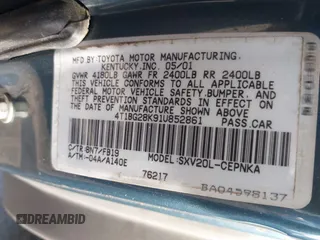 MFD BY: TOYOTA MOTOR MANUFACTURING,
KENTUCKY,INC. 05/01
GVWR 4180LB GAWR FR 2400LB RR 2400LB
THIS VEHICLE CONFORMS TO ALL APPLICABLE
FEDERAL MOTOR VEHICLE SAFETY, BUMPER, AND
THEFT PREVENTION STANDARDS IN EFFECT ON
THE DATE OF MANUFACTURE SHOWN ABOVE.
4T1BG28K91U852861 PASS.CAR
C/TR 8N7/FB19
A/TM-04A/A140E MODEL: SXV20L-CEPNKA
76217
BA04598137
DREAMBID